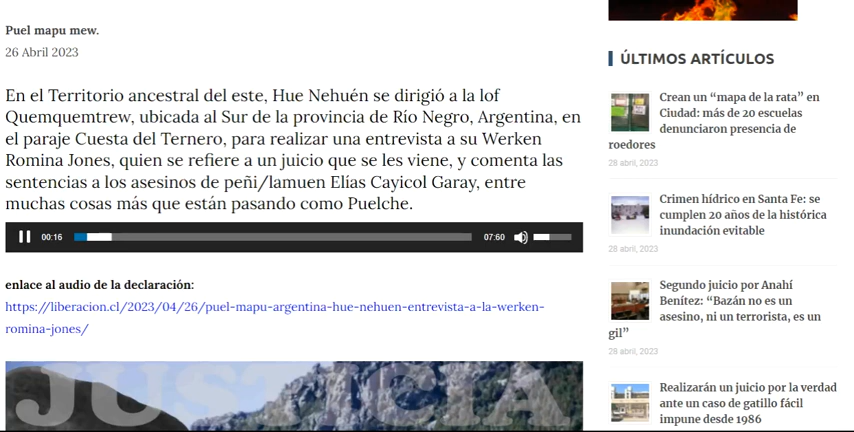 Puel mapu mew.
26 Abril 2023
En el Territorio ancestral del este, Hue Nehuén se dirigió a la lof
Quemquemtrew, ubicada al Sur de la provincia de Río Negro, Argentina, en
el paraje Cuesta del Ternero, para realizar una entrevista a su Werken
Romina Jones, quien se refiere a un juicio que se les viene, y comenta las
sentencias a los asesinos de peñi/lamuen Elías Cayicol Garay, entre
muchas cosas más que están pasando como Puelche.
00:16
07:60
enlace al audio de la declaración:
https://liberacion.cl/2023/04/26/puel-mapu-argentina-hue-nehuen-entrevista-a-la-werken-
romina-jones/
JUSTICIA
ÚLTIMOS ARTÍCULOS
Crean un “mapa de la rata” en
Ciudad: más de 20 escuelas
denunciaron presencia de
roedores
28 abril, 2023
Crimen hídrico en Santa Fe: se
cumplen 20 años de la histórica
inundación evitable
28 abril, 2023
Segundo juicio por Anahí
Benítez: “Bazán no es un
asesino, ni un terrorista, es un
gil”
28 abril, 2023
Realizarán un juicio por la verdad
ante un caso de gatillo fácil
impune desde 1986